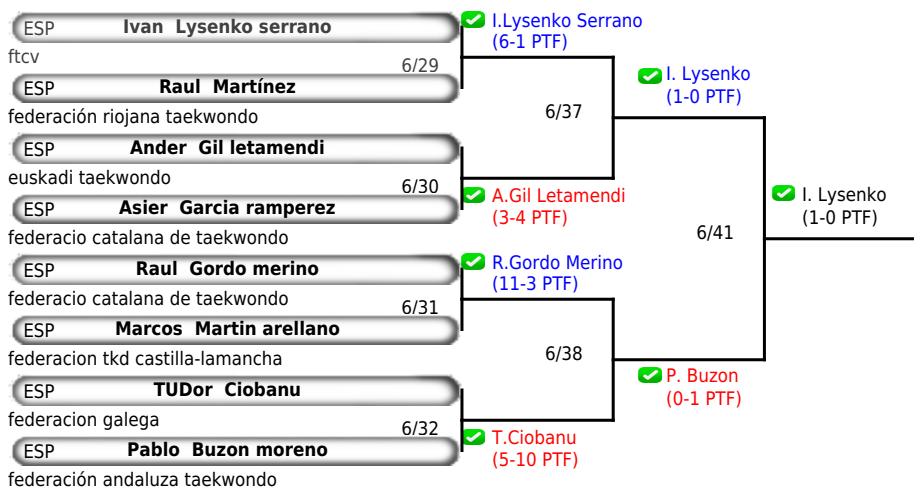 ESP Ivan Lysenko serrano
ftcv
6/29
ESP Raul Martínez
federación riojana taekwondo
I.Lysenko Serrano
(6-1 PTF)
ESP Ander Gil letamendi
euskadi taekwondo
6/30
ESP Asier Garcia ramperez
federacio catalana de taekwondo
A.Gil Letamendi
(3-4 PTF)
6/37
I. Lysenko
(1-0 PTF)
ESP Raul Gordo merino
federacio catalana de taekwondo
6/31
ESP Marcos Martin arellano
federacion tkd castilla-lamancha
R.Gordo Merino
(11-3 PTF)
ESP TUDor Ciobanu
federacion galega
6/32
ESP Pablo Buzon moreno
federación andaluza taekwondo
T.Ciobanu
(5-10 PTF)
6/38
P. Buzon
(0-1 PTF)
6/41
I. Lysenko
(1-0 PTF)